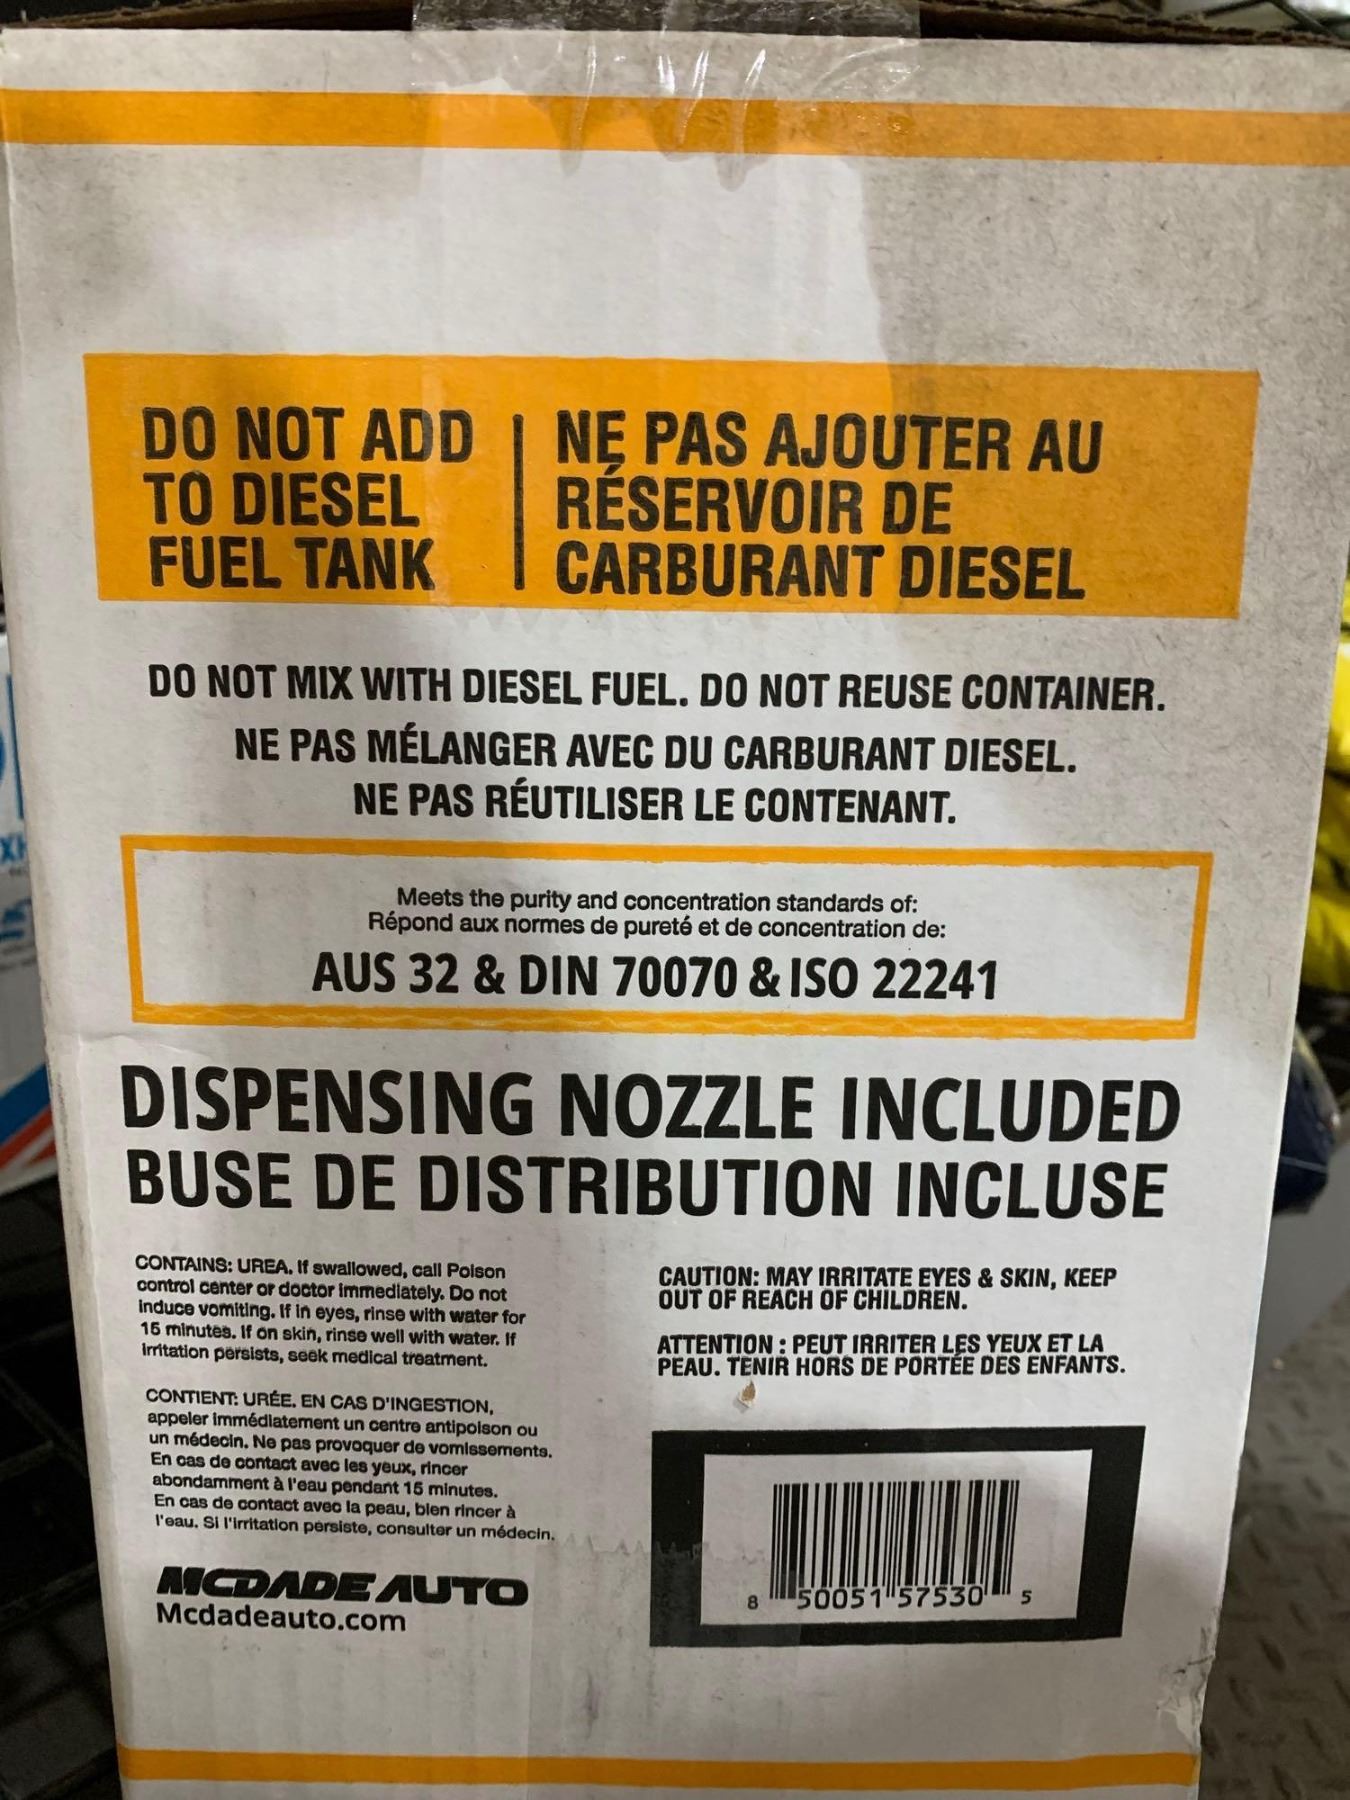 DO NOT ADD
TO DIESEL
FUEL TANK
NE PAS AJOUTER AU
RÉSERVOIR DE
CARBURANT DIESEL
DO NOT MIX WITH DIESEL FUEL. DO NOT REUSE CONTAINER.
NE PAS MÉLANGER AVEC DU CARBURANT DIESEL.
NE PAS RÉUTILISER LE CONTENANT.
Meets the purity and concentration standards of:
Répond aux normes de pureté et de concentration de:
AUS 32 & DIN 70070 & ISO 22241
DISPENSING NOZZLE INCLUDED
BUSE DE DISTRIBUTION INCLUSE
CONTAINS: UREA. If swallowed, call Poison
control center or doctor immediately. Do not
induce vomiting. If in eyes, rinse with water for
15 minutes. If on skin, rinse well with water. If
irritation persists, seek medical treatment.
CONTIENT: URÉE. EN CAS D'INGESTION,
appeler immédiatement un centre antipoison ou
un médecin. Ne pas provoquer de vomissements.
En cas de contact avec les yeux, rincer
abondamment à l'eau pendant 15 minutes.
En cas de contact avec la peau, bien rincer à
l'eau. Si l'irritation persiste, consulter un médecin.
MCDADE AUTO
Mcdadeauto.com
CAUTION: MAY IRRITATE EYES & SKIN, KEEP
OUT OF REACH OF CHILDREN.
ATTENTION : PEUT IRRITER LES YEUX ET LA
PEAU. TENIR HORS DE PORTÉE DES ENFANTS.
8 50051 57530 5